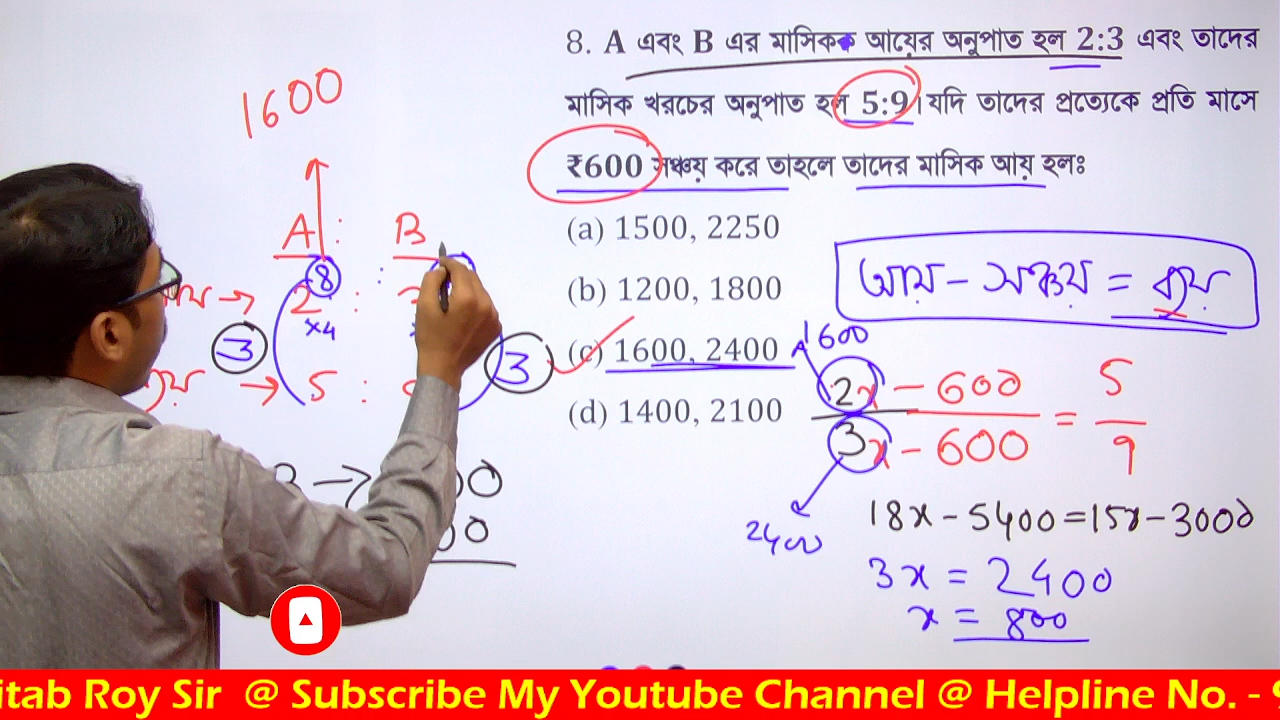 8. A এবং B এর মাসিক আয়ের অনুপাত হল 2:3 এবং তাদের
মাসিক খরচের অনুপাত হল 5:9। যদি তাদের প্রত্যেকে প্রতি মাসে
₹600 সঞ্চয় করে তাহলে তাদের মাসিক আয় হলঃ
(a) 1500, 2250
(b) 1200, 1800
(c) 1600, 2400
(d) 1400, 2100
আয় - সঞ্চয় = ব্যয়
1600
2x - 600
3x - 600
= 5
9
2400
18x - 5400 = 15x - 3000
3x = 2400
x = 800
1600
A : B
8 :
2 :
x4
3
3
→ 5 :
itab Roy Sir @ Subscribe My Youtube Channel @ Helpline No. -